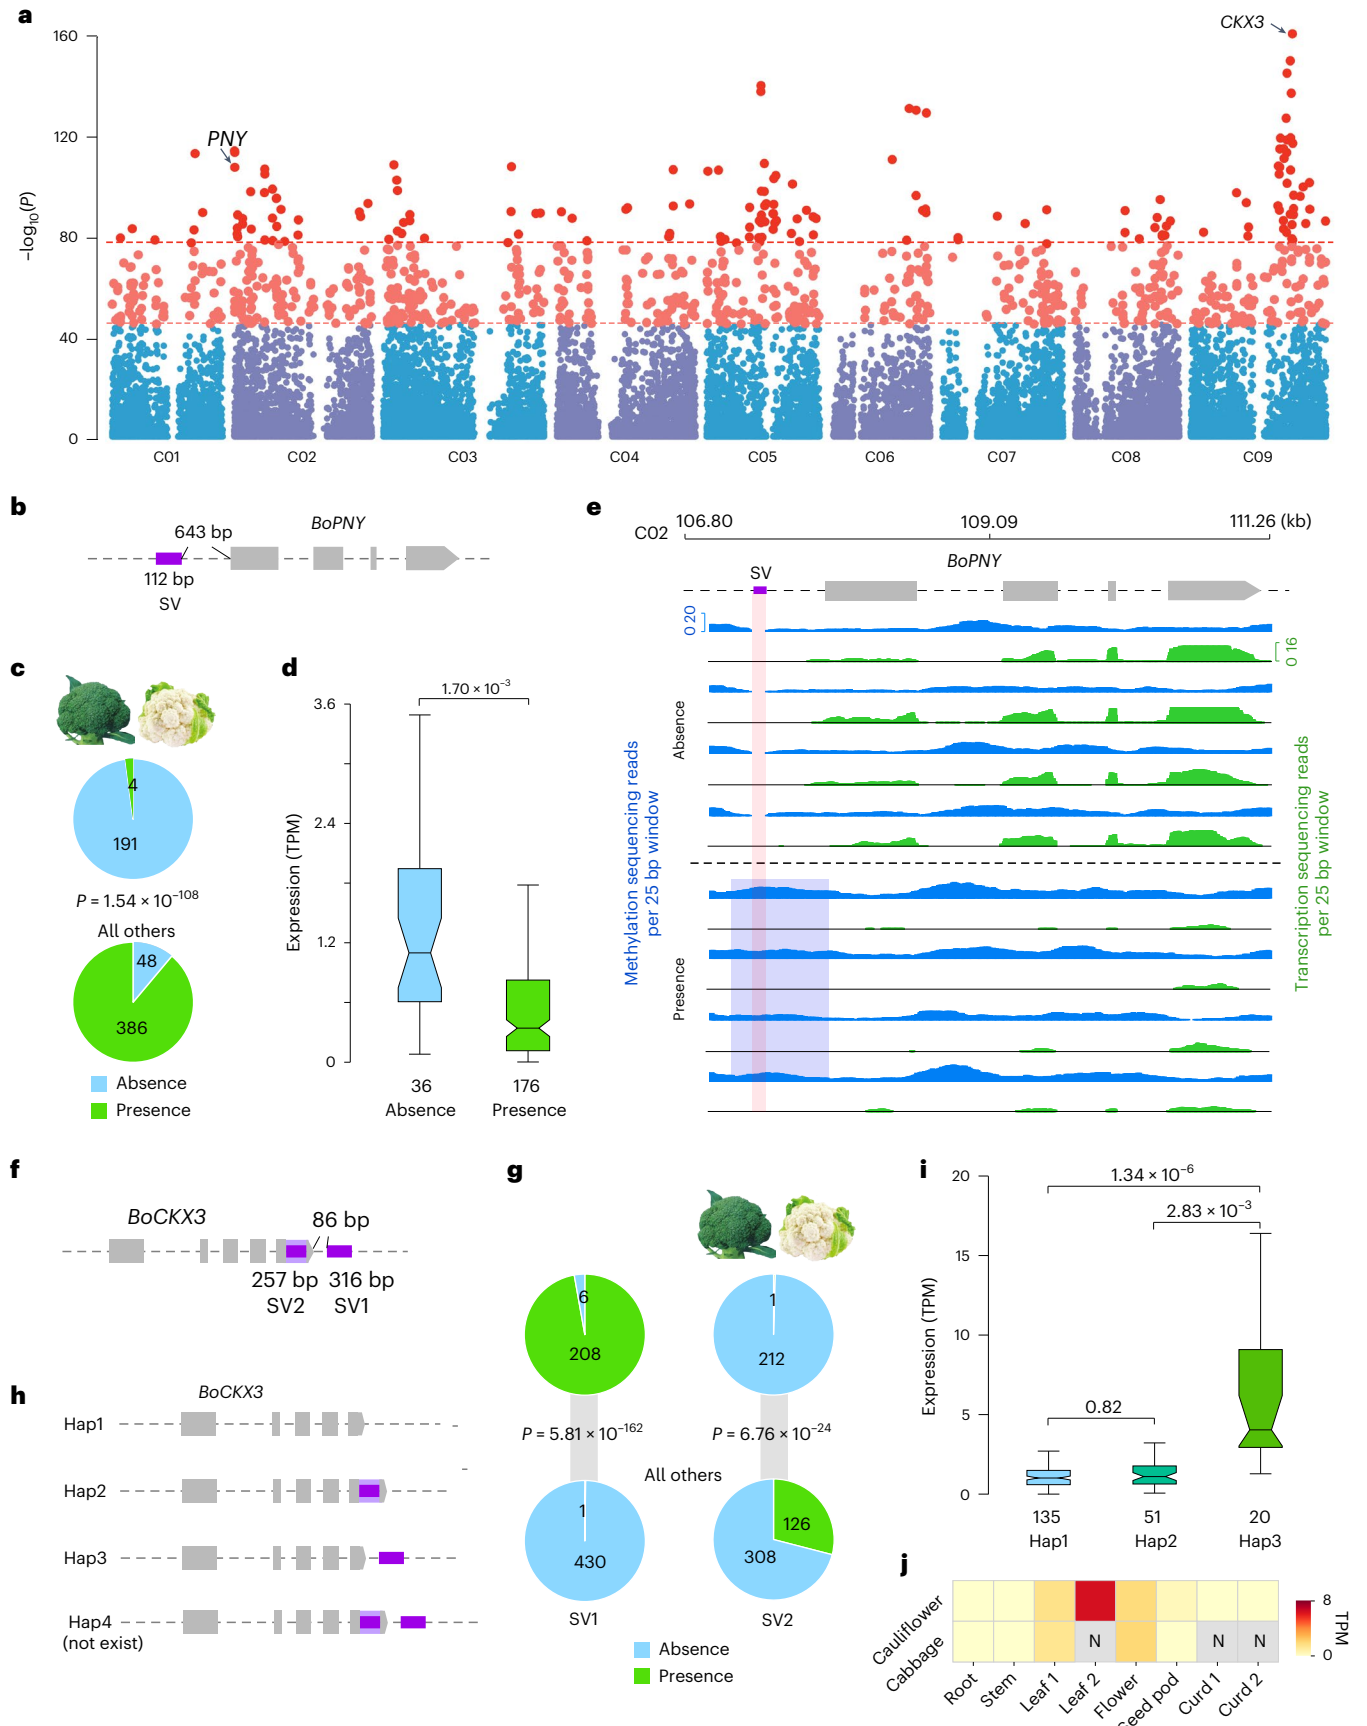 a
CKX3
160
120
80
40
0
−log10(P)
PNY
C01 C02 C03 C04 C05 C06 C07 C08 C09
b
BoPNY
643 bp
112 bp
SV
c
4
191
P = 1.54 × 10−108
All others
48
386
Absence
Presence
d
1.70 × 10−3
3.6
2.4
1.2
0
Expression (TPM)
36 176
Absence Presence
e
C02
106.80 109.09 111.26 (kb)
BoPNY
SV
0 20
0 16
Absence
Presence
Methylation sequencing reads
per 25 bp window
Transcription sequencing reads
per 25 bp window
f
BoCKX3
86 bp
257 bp 316 bp
SV2 SV1
g
6
208
1
212
P = 5.81 × 10−162
P = 6.76 × 10−24
All others
1
430
126
308
SV1 SV2
Absence
Presence
h
BoCKX3
Hap1
Hap2
Hap3
Hap4
(not exist)
i
1.34 × 10−6
2.83 × 10−3
0.82
20
15
10
5
0
Expression (TPM)
135 51 20
Hap1 Hap2 Hap3
j
Cauliflower
Cabbage
N N N
Root Stem Leaf 1 Leaf 2 Flower Seed pod Curd 1 Curd 2
8
0
TPM